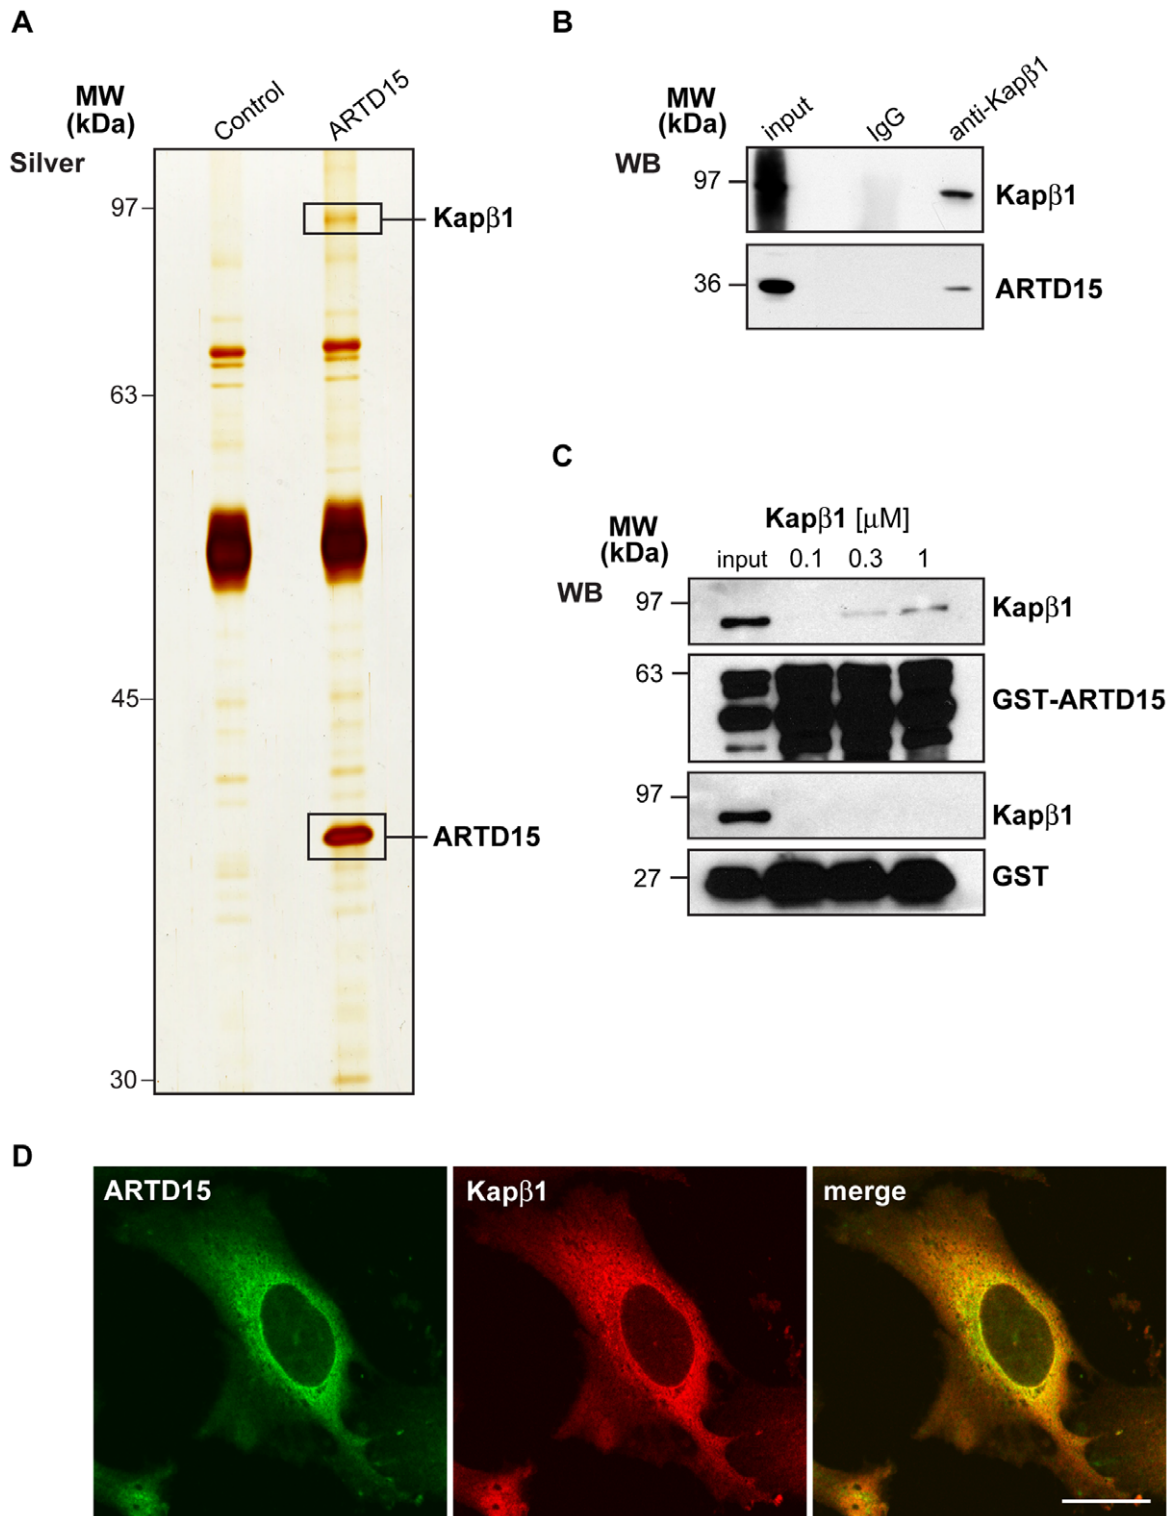 A
MW
(kDa)
Control
ARTD15
Silver
97
Kapβ1
63
45
ARTD15
30
B
MW
(kDa)
input
IgG
anti-Kapβ1
WB
97
Kapβ1
36
ARTD15
C
Kapβ1 [μM]
MW
(kDa)
input 0.1 0.3 1
WB
97
Kapβ1
63
GST-ARTD15
97
Kapβ1
27
GST
D
ARTD15
Kapβ1
merge